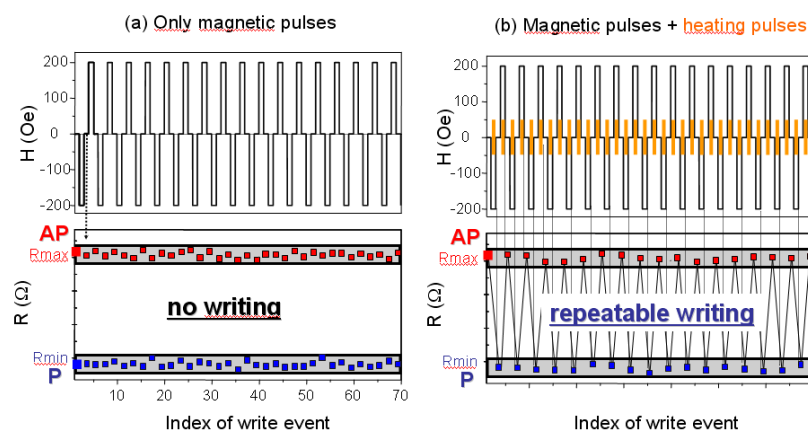 (a) Only magnetic pulses
200
100
0
-100
-200
H (Oe)
AP
Rmax
no writing
R (Ω)
Rmin
P
10 20 30 40 50 60 70
Index of write event
(b) Magnetic pulses + heating pulses
200
100
0
-100
-200
H (Oe)
AP
Rmax
repeatable writing
R (Ω)
Rmin
P
Index of write event